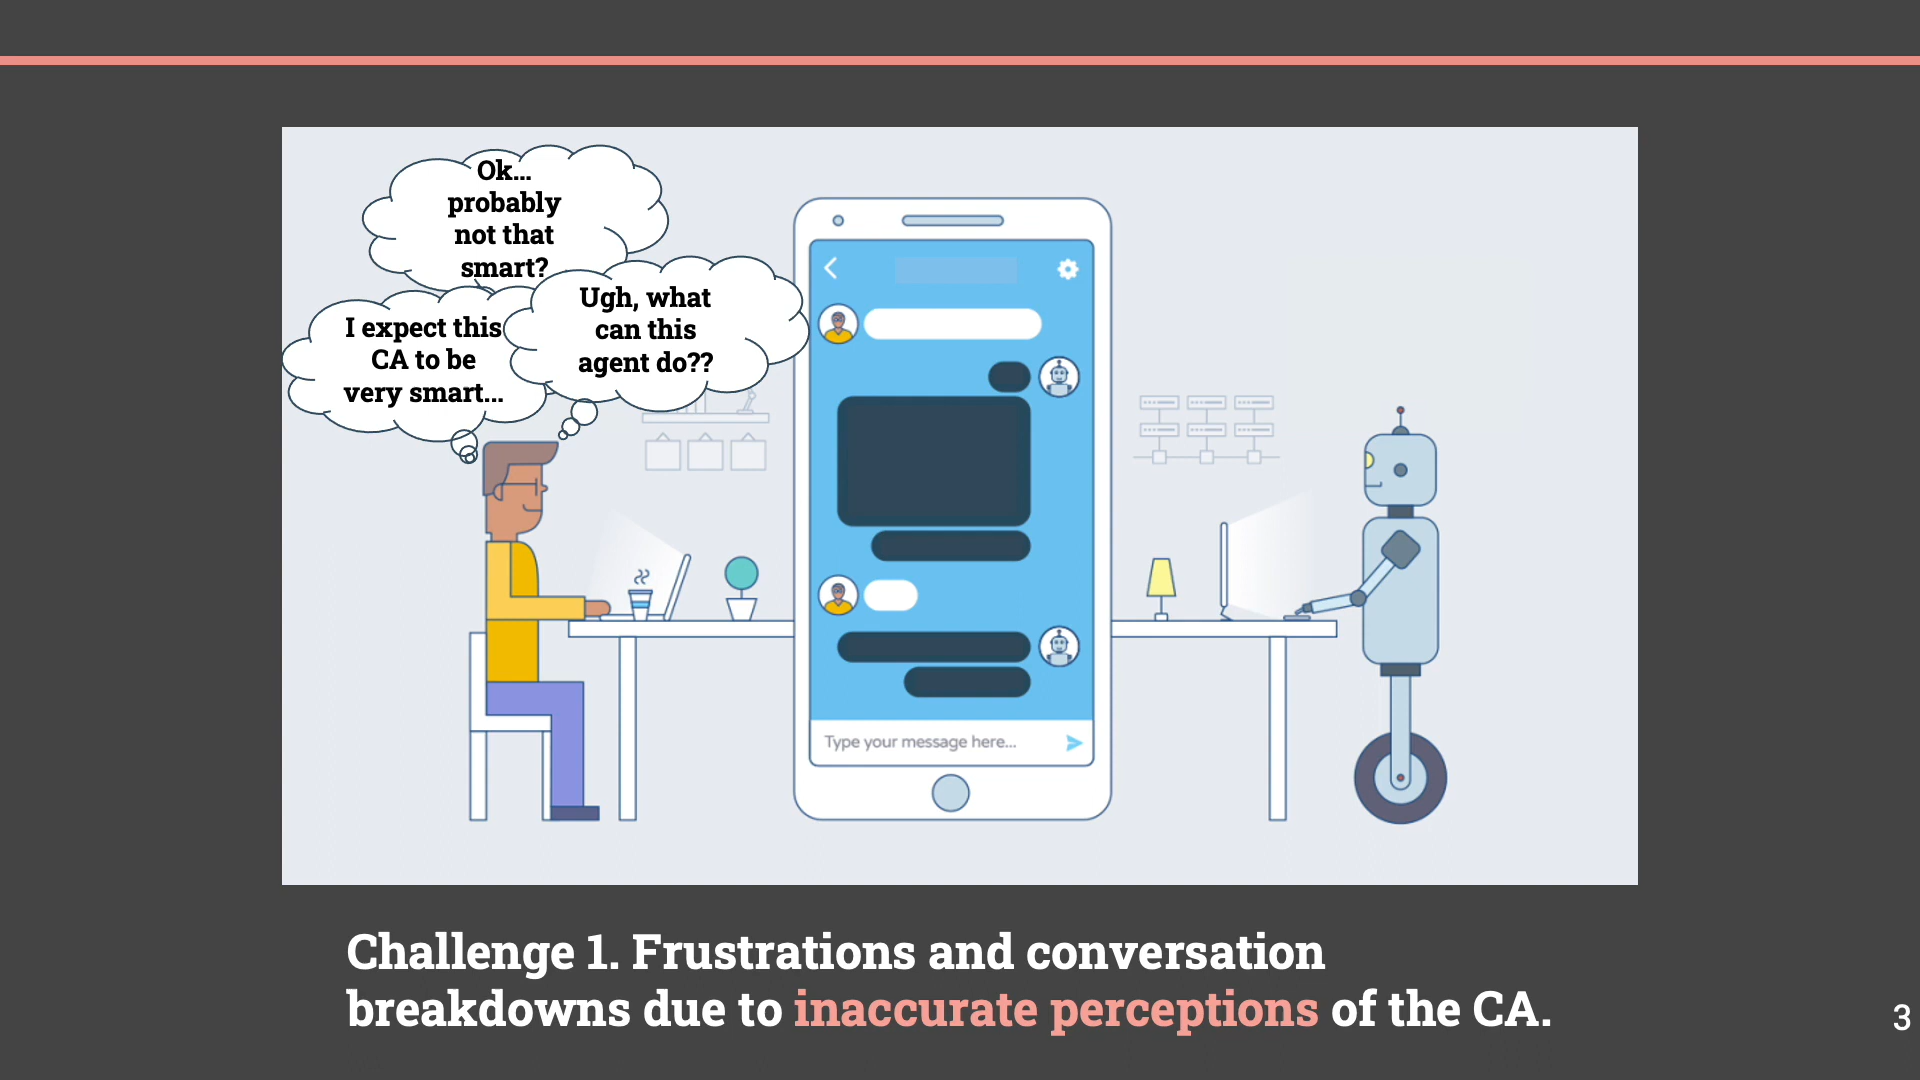 Ok...
probably
not that
smart?
I expect this
CA to be
very smart...
Ugh, what
can this
agent do??
Type your message here...
Challenge 1. Frustrations and conversation
breakdowns due to inaccurate perceptions of the CA.
3